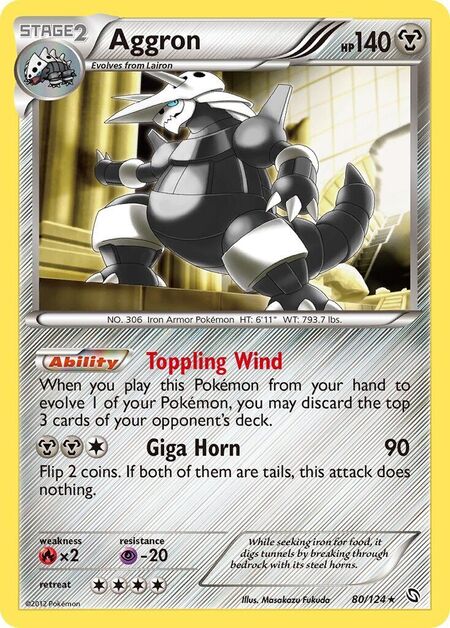 STAGE2
Aggron
HP140
Evolves from Lairon
NO. 306 Iron Armor Pokémon HT: 6'11" WT: 793.7 lbs.
Ability Toppling Wind
When you play this Pokémon from your hand to
evolve 1 of your Pokémon, you may discard the top
3 cards of your opponent's deck.
Giga Horn 90
Flip 2 coins. If both of them are tails, this attack does
nothing.
weakness
×2
resistance
-20
retreat
While seeking iron for food, it
digs tunnels by breaking through
bedrock with its steel horns.
©2012 Pokémon
Illus. Masakazu Fukuda
80/124★